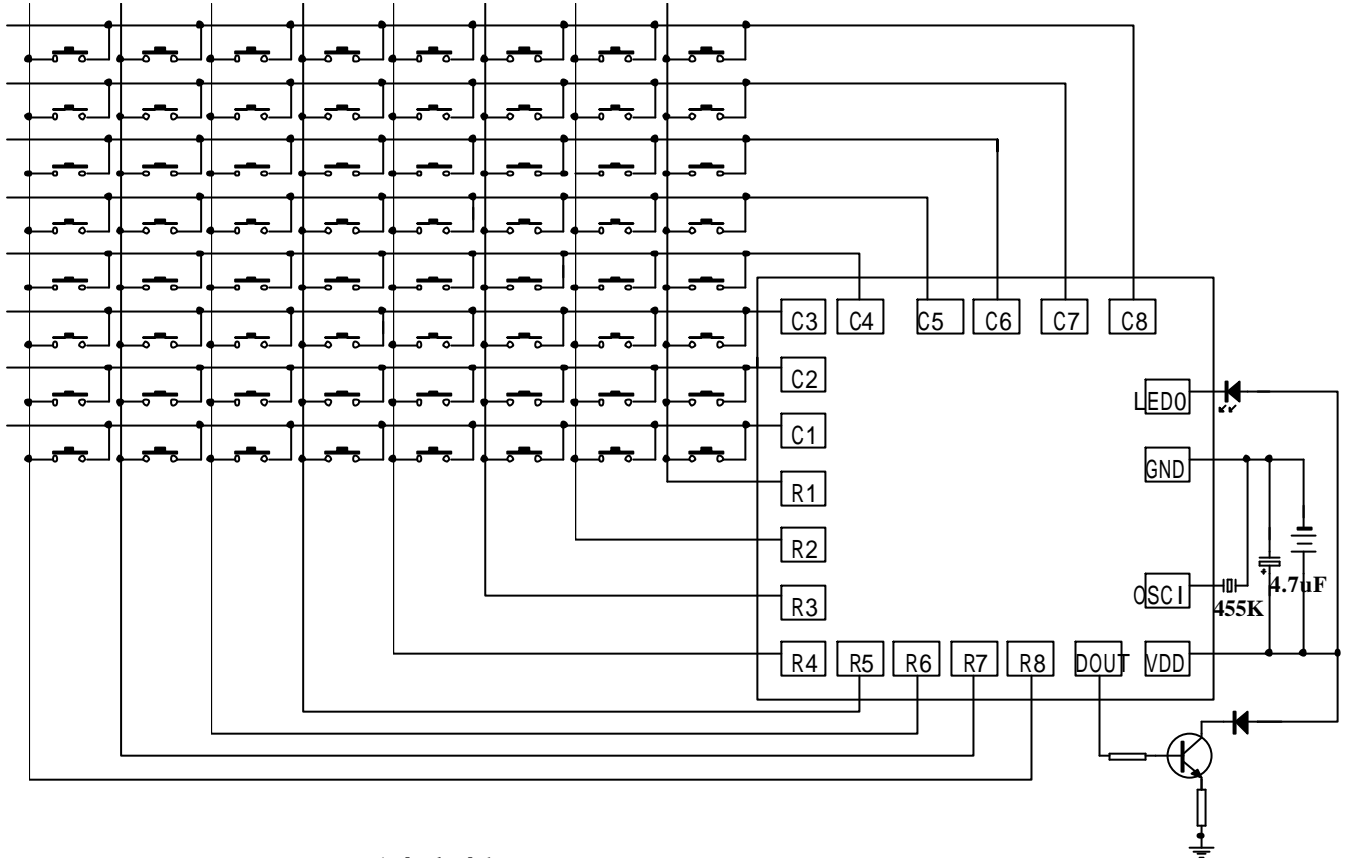 C3 C4 C5 C6 C7 C8
C2
LED0
C1
GND
R1
R2
OSCI
455K
4.7uF
+
R3
R4 R5 R6 R7 R8 DOUT VDD